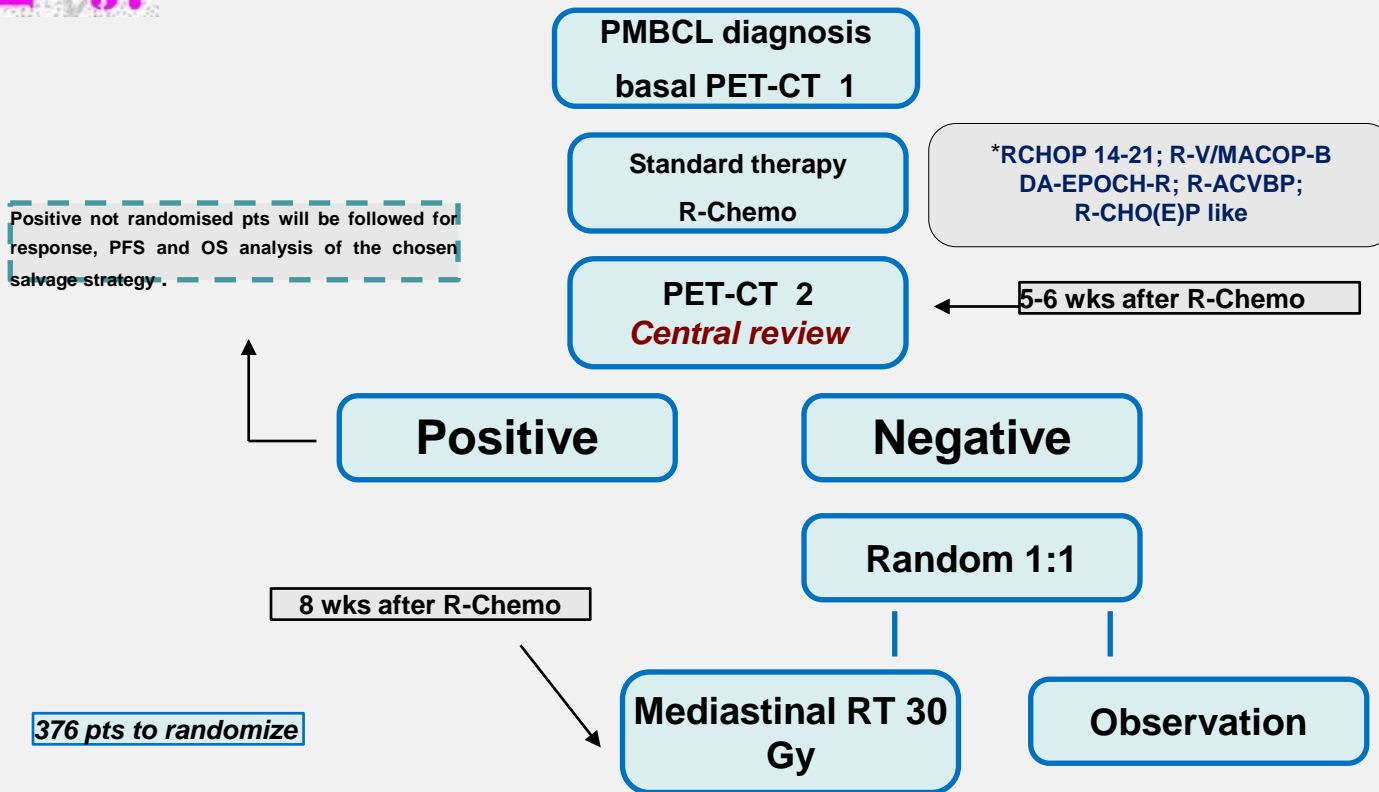 PMBCL diagnosis
basal PET-CT 1
Standard therapy
R-Chemo
*RCHOP 14-21; R-V/MACOP-B
DA-EPOCH-R; R-ACVBP;
R-CHO(E)P like
Positive not randomised pts will be followed for
response, PFS and OS analysis of the chosen
salvage strategy .
PET-CT 2
Central review
5-6 wks after R-Chemo
Positive
Negative
Random 1:1
8 wks after R-Chemo
Mediastinal RT 30
Gy
Observation
376 pts to randomize